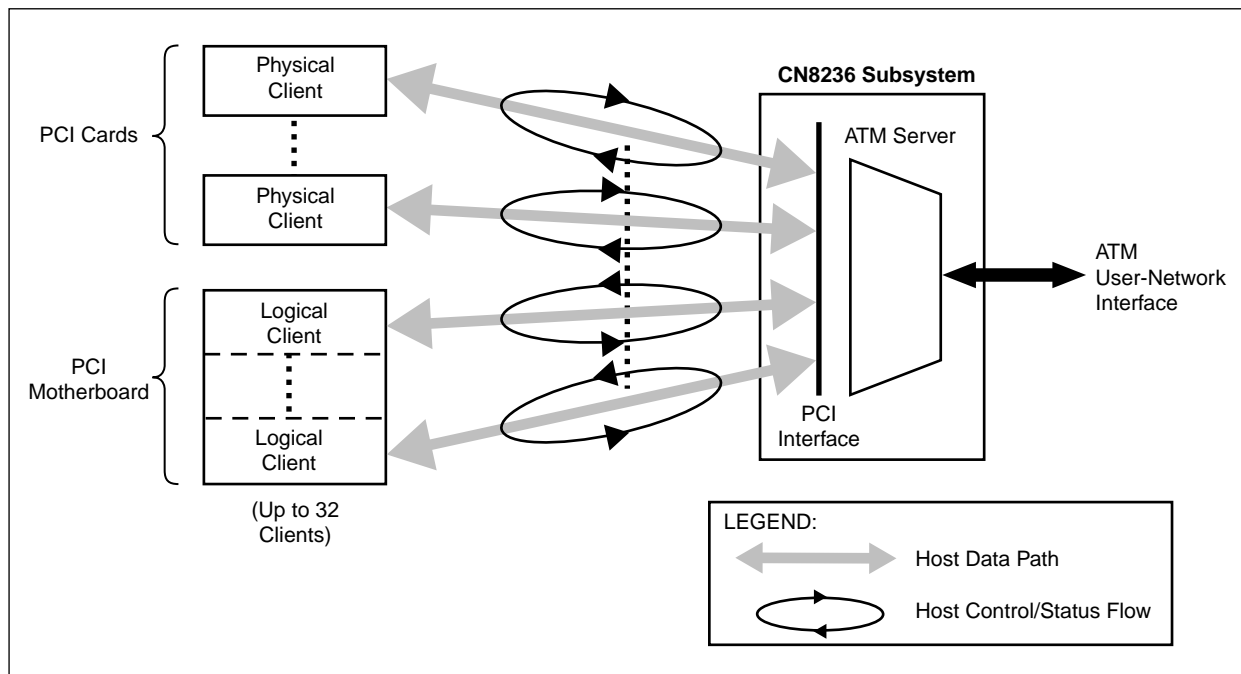 PCI Cards
Physical
Client
Physical
Client
PCI
Motherboard
Logical
Client
Logical
Client
(Up to 32
Clients)
CN8236 Subsystem
ATM Server
PCI
Interface
ATM
User-Network
Interface
LEGEND:
Host Data Path
Host Control/Status Flow